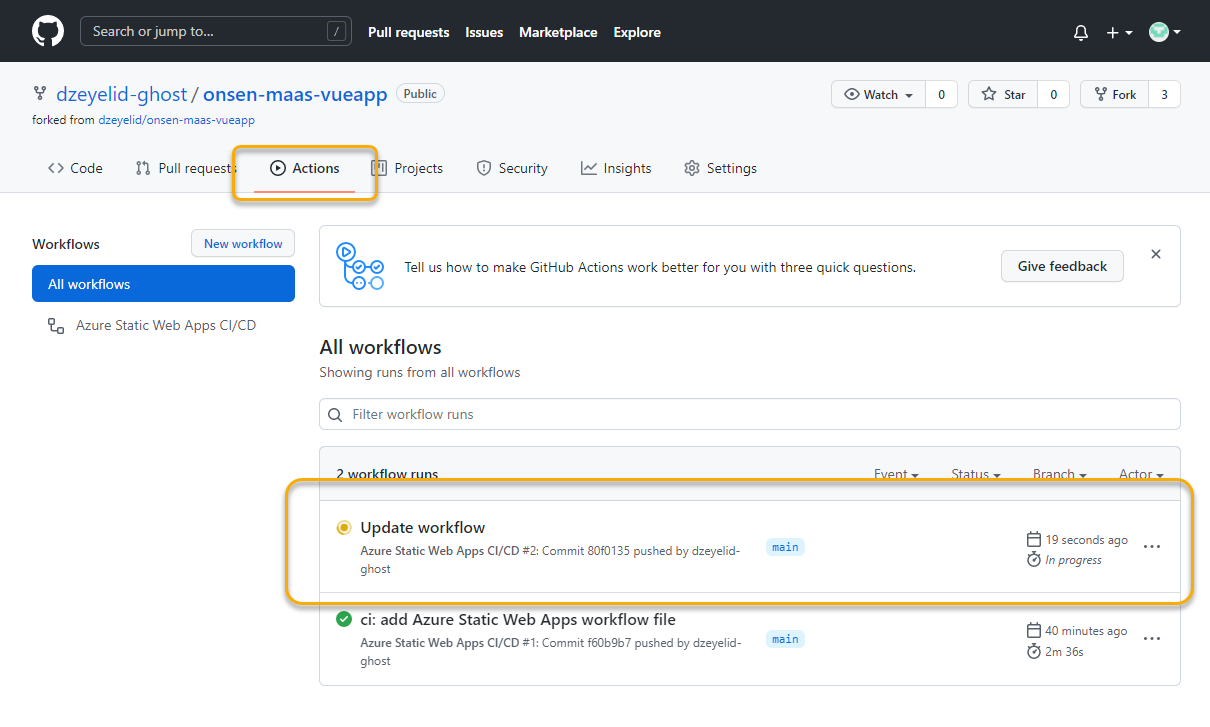 Search or jump to... /
Pull requests Issues Marketplace Explore
dzeyelid-ghost / onsen-maas-vueapp Public
Watch 0 Star 0 Fork 3
forked from dzeyelid/onsen-maas-vueapp
Code Pull requests Actions Projects Security Insights Settings
Workflows New workflow
All workflows
Azure Static Web Apps CI/CD
Tell us how to make GitHub Actions work better for you with three quick questions. Give feedback
All workflows
Showing runs from all workflows
Filter workflow runs
2 workflow runs Event Status Branch Actor
Update workflow
Azure Static Web Apps CI/CD #2: Commit 80f0135 pushed by dzeyelid-
ghost
main
19 seconds ago
In progress
ci: add Azure Static Web Apps workflow file
Azure Static Web Apps CI/CD #1: Commit f60b9b7 pushed by dzeyelid-
ghost
main
40 minutes ago
2m 36s